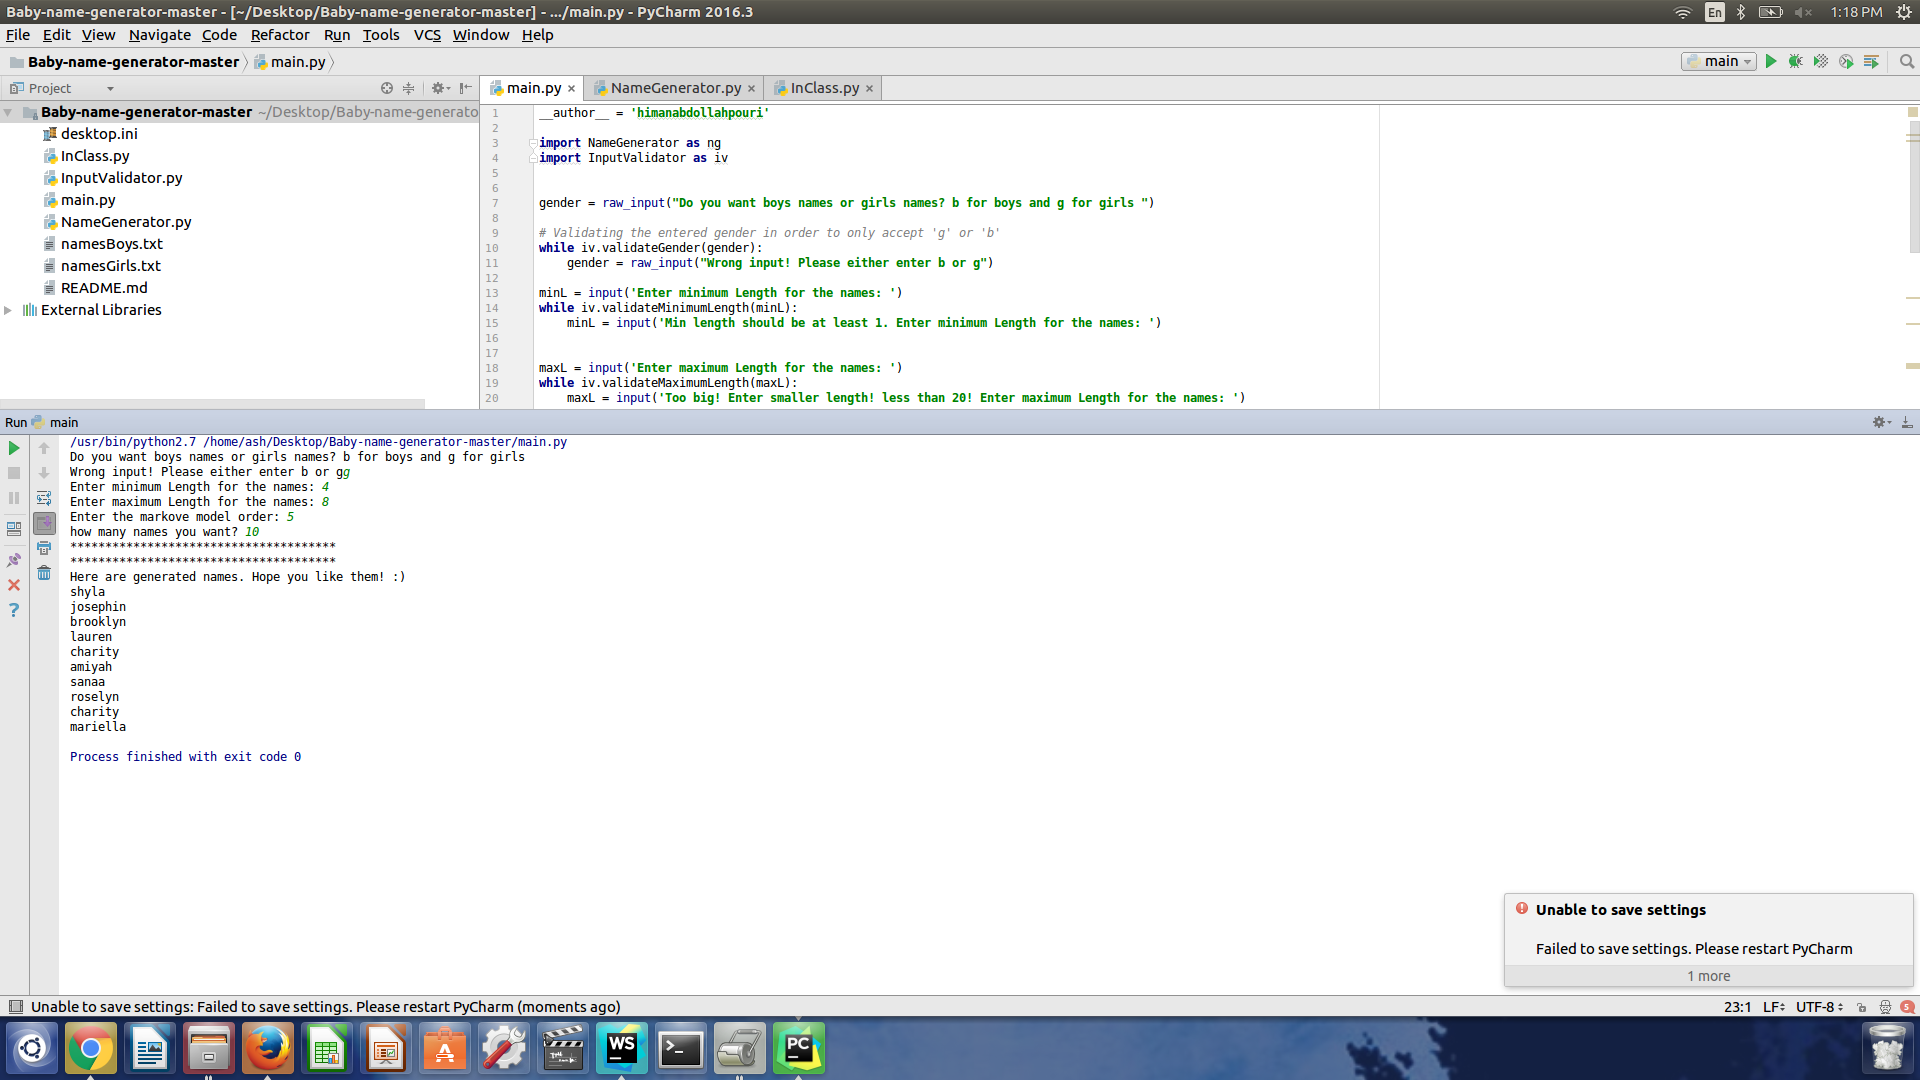 Baby-name-generator-master - [~/Desktop/Baby-name-generator-master] - .../main.py - PyCharm 2016.3
En
1:18 PM
File Edit View Navigate Code Refactor Run Tools VCS Window Help
Baby-name-generator-master main.py
main
Project
main.py NameGenerator.py InClass.py
Baby-name-generator-master ~/Desktop/Baby-name-generato
desktop.ini
InClass.py
InputValidator.py
main.py
NameGenerator.py
namesBoys.txt
namesGirls.txt
README.md
External Libraries
1 __author__ = 'himanabdollahpouri'
2
3 import NameGenerator as ng
4 import InputValidator as iv
5
6
7 gender = raw_input("Do you want boys names or girls names? b for boys and g for girls ")
8
9 # Validating the entered gender in order to only accept 'g' or 'b'
10 while iv.validateGender(gender):
11 gender = raw_input("Wrong input! Please either enter b or g")
12
13 minL = input('Enter minimum Length for the names: ')
14 while iv.validateMinimumLength(minL):
15 minL = input('Min length should be at least 1. Enter minimum Length for the names: ')
16
17
18 maxL = input('Enter maximum Length for the names: ')
19 while iv.validateMaximumLength(maxL):
20 maxL = input('Too big! Enter smaller length! less than 20! Enter maximum Length for the names: ')
Run main
/usr/bin/python2.7 /home/ash/Desktop/Baby-name-generator-master/main.py
Do you want boys names or girls names? b for boys and g for girls
Wrong input! Please either enter b or gg
Enter minimum Length for the names: 4
Enter maximum Length for the names: 8
Enter the markove model order: 5
how many names you want? 10
**************************************
**************************************
Here are generated names. Hope you like them! :)
shyla
josephin
brooklyn
lauren
charity
amiyah
sanaa
roselyn
charity
mariella
Process finished with exit code 0
Unable to save settings
Failed to save settings. Please restart PyCharm
1 more
Unable to save settings: Failed to save settings. Please restart PyCharm (moments ago)
23:1 LF UTF-8 5
WS
PC